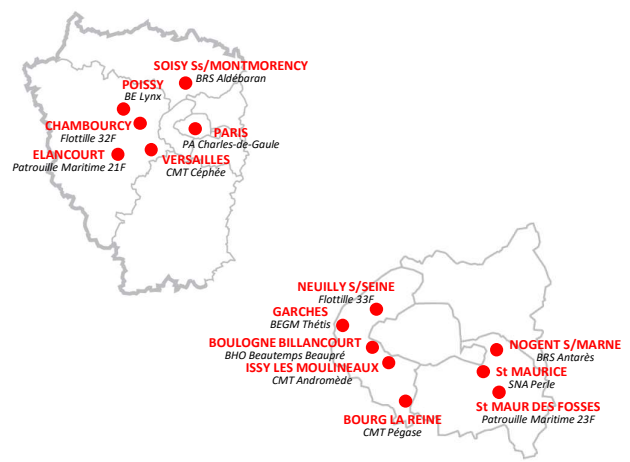 SOISY Ss/MONTMORENCY
BRS Aldébaran
POISSY
BE Lynx
CHAMBOURCY
Flottille 32F
PARIS
PA Charles-de-Gaule
ELANCOURT
Patrouille Maritime 21F
VERSAILLES
CMT Céphée
NEUILLY S/SEINE
Flottille 33F
GARCHES
BEGM Thétis
BOULOGNE BILLANCOURT
BHO Beautemps Beaupré
NOGENT S/MARNE
BRS Antarès
ISSY LES MOULINEAUX
CMT Andromède
St MAURICE
SNA Perle
St MAUR DES FOSSES
Patrouille Maritime 23F
BOURG LA REINE
CMT Pégase